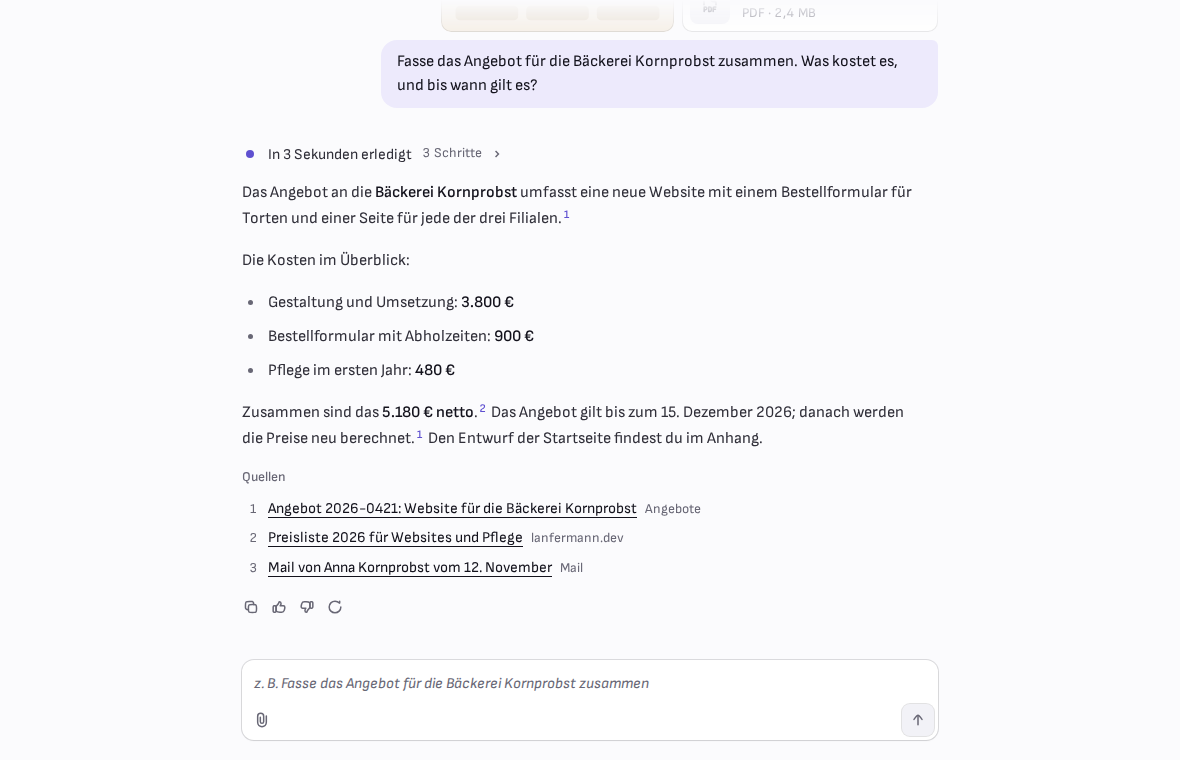 PDF
PDF · 2,4 MB
Fasse das Angebot für die Bäckerei Kornprobst zusammen. Was kostet es,
und bis wann gilt es?
In 3 Sekunden erledigt 3 Schritte
Das Angebot an die Bäckerei Kornprobst umfasst eine neue Website mit einem Bestellformular für
Torten und einer Seite für jede der drei Filialen. 1
Die Kosten im Überblick:
• Gestaltung und Umsetzung: 3.800 €
• Bestellformular mit Abholzeiten: 900 €
• Pflege im ersten Jahr: 480 €
Zusammen sind das 5.180 € netto. 2 Das Angebot gilt bis zum 15. Dezember 2026; danach werden
die Preise neu berechnet. 1 Den Entwurf der Startseite findest du im Anhang.
Quellen
1 Angebot 2026-0421: Website für die Bäckerei Kornprobst Angebote
2 Preisliste 2026 für Websites und Pflege lanfermann.dev
3 Mail von Anna Kornprobst vom 12. November Mail
z. B. Fasse das Angebot für die Bäckerei Kornprobst zusammen